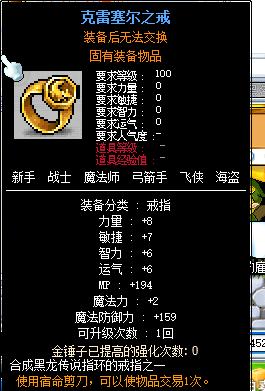 克雷塞尔之戒
装备后无法交换
固有装备物品
要求等级： 100
要求力量： 0
要求敏捷： 0
要求智力： 0
要求运气： 0
要求人气度： -
道具等级： -
道具经验值： -
新手 战士 魔法师 弓箭手 飞侠 海盗
装备分类 ： 戒指
力量 ： +8
敏捷 ： +7
智力 ： +6
运气 ： +6
MP ： +194
魔法力 ： +2
魔法防御力 ： +159
可升级次数 ： 1回
金锤子已提高的强化次数: 0
合成黑龙传说指环的戒指之一
使用宿命剪刀，可以使物品交易1次。